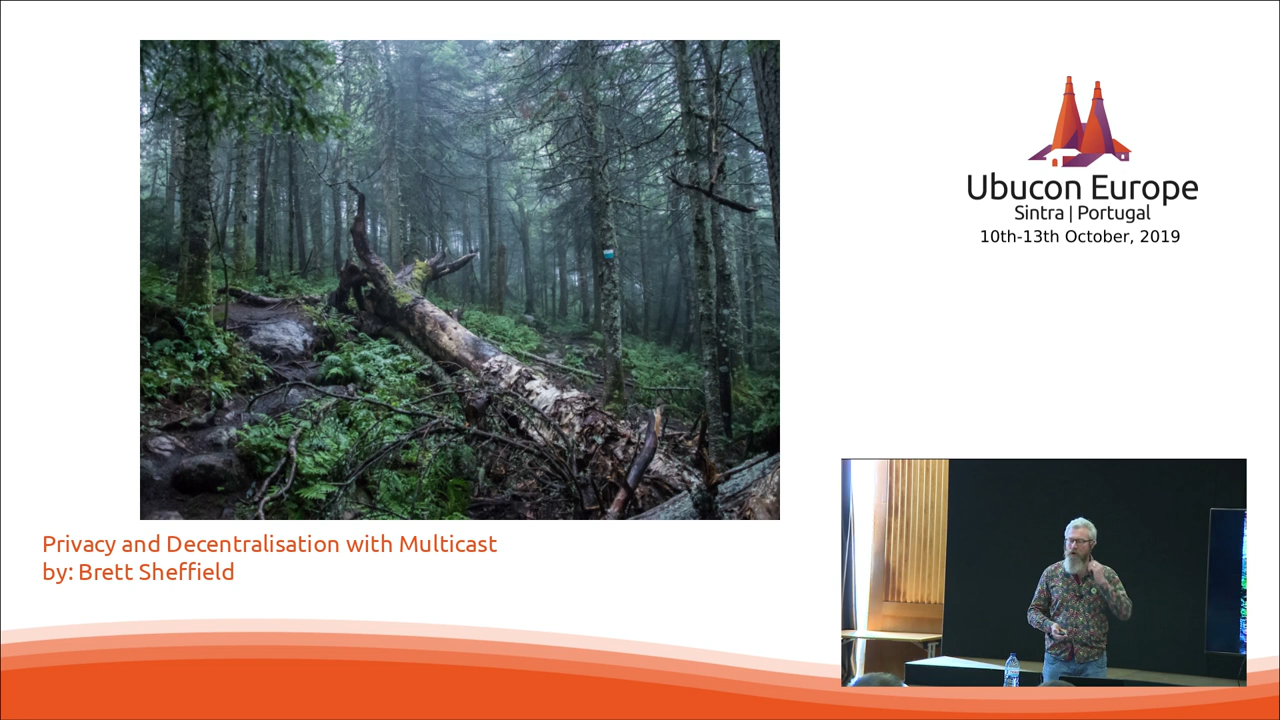 Ubucon Europe
Sintra | Portugal
10th-13th October, 2019
Privacy and Decentralisation with Multicast
by: Brett Sheffield